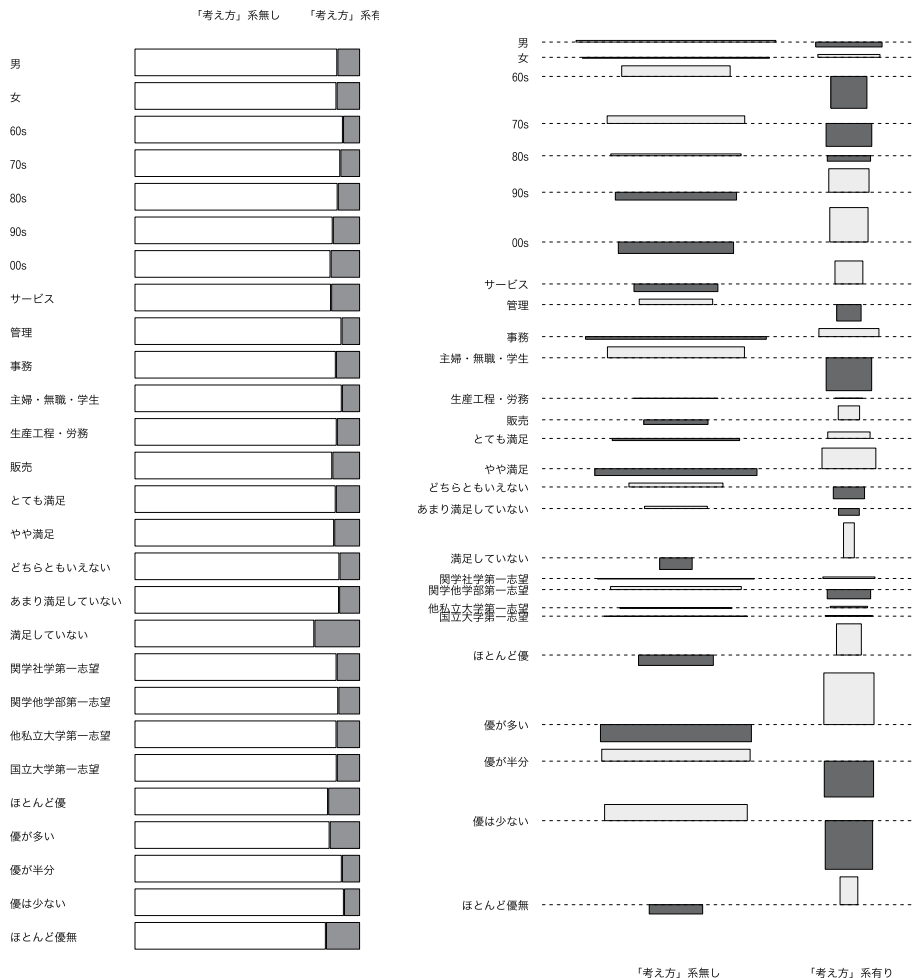 「考え方」系無し 「考え方」系有
男
女
60s
70s
80s
90s
00s
サービス
管理
事務
主婦・無職・学生
生産工程・労務
販売
とても満足
やや満足
どちらともいえない
あまり満足していない
満足していない
関学社学第一志望
関学他学部第一志望
他私立大学第一志望
国立大学第一志望
ほとんど優
優が多い
優が半分
優は少ない
ほとんど優無
男
女
60s
70s
80s
90s
00s
サービス
管理
事務
主婦・無職・学生
生産工程・労務
販売
とても満足
やや満足
どちらともいえない
あまり満足していない
満足していない
関学社学第一志望
関学他学部第一志望
他私立大学第一志望
国立大学第一志望
ほとんど優
優が多い
優が半分
優は少ない
ほとんど優無
「考え方」系無し 「考え方」系有り